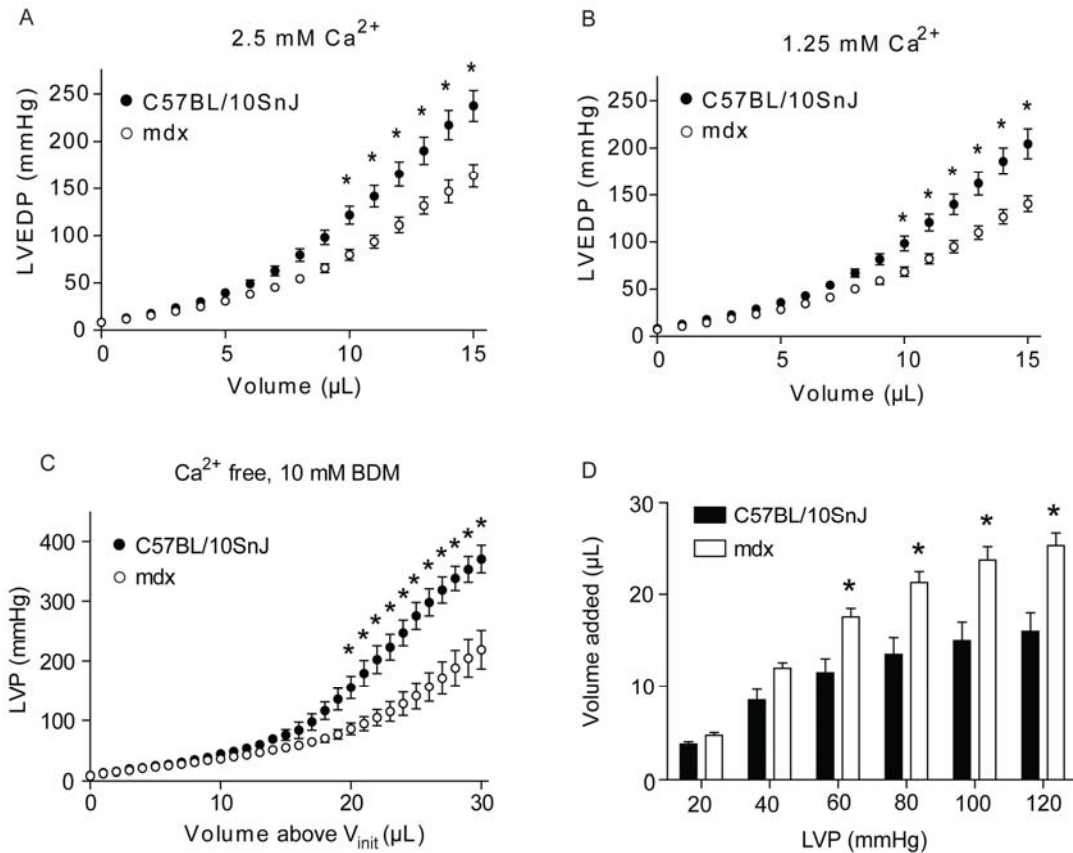 A
2.5 mM Ca²⁺
LVEDP (mmHg)
250
200
150
100
50
0
C57BL/10SnJ
mdx
* * * * * *
0 5 10 15
Volume (µL)
B
1.25 mM Ca²⁺
LVEDP (mmHg)
250
200
150
100
50
0
C57BL/10SnJ
mdx
* * * * * *
0 5 10 15
Volume (µL)
C
Ca²⁺ free, 10 mM BDM
LVP (mmHg)
400
300
200
100
0
C57BL/10SnJ
mdx
* * * * * * * * * * *
0 10 20 30
Volume above Vinit (µL)
D
Volume added (µL)
30
20
10
0
C57BL/10SnJ
mdx
* * * *
20 40 60 80 100 120
LVP (mmHg)